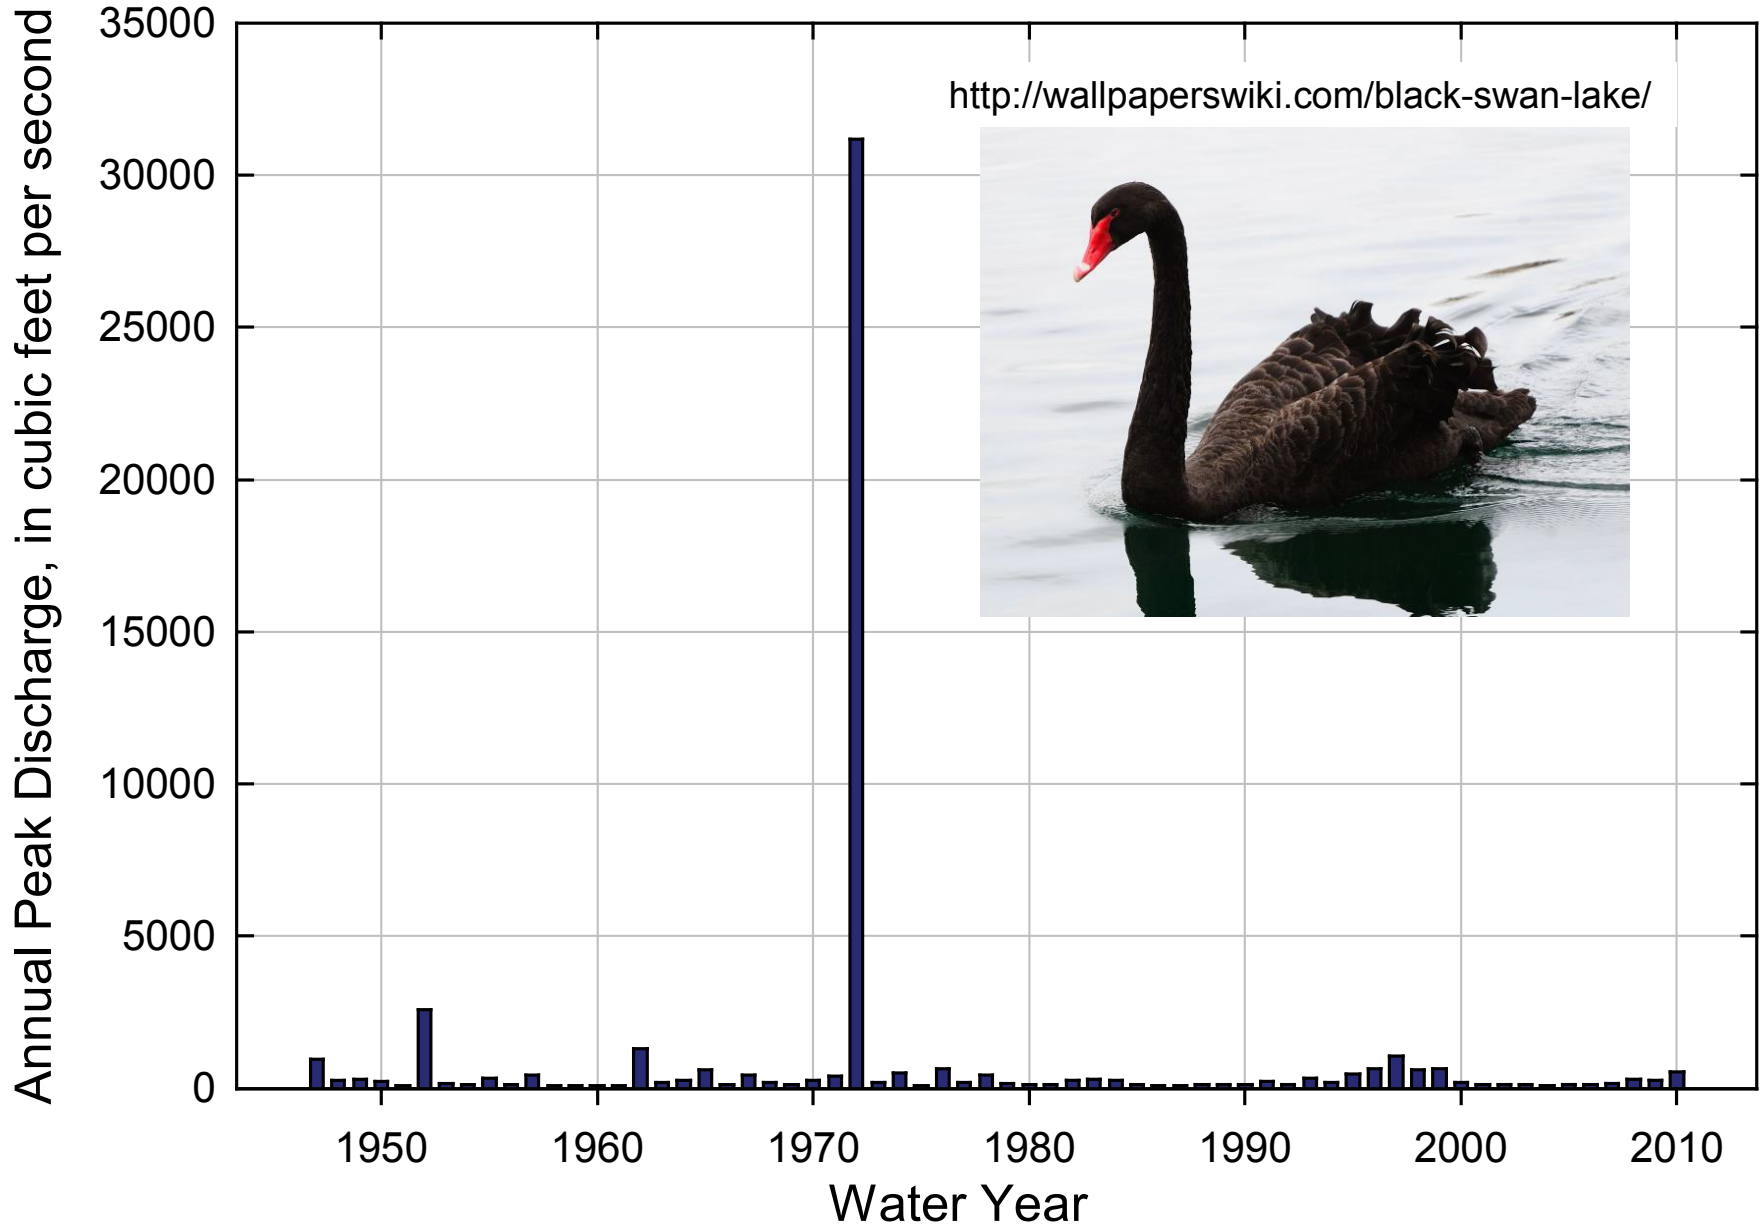 Annual Peak Discharge, in cubic feet per second
35000
30000
25000
20000
15000
10000
5000
0
http://wallpaperswiki.com/black-swan-lake/
1950 1960 1970 1980 1990 2000 2010
Water Year